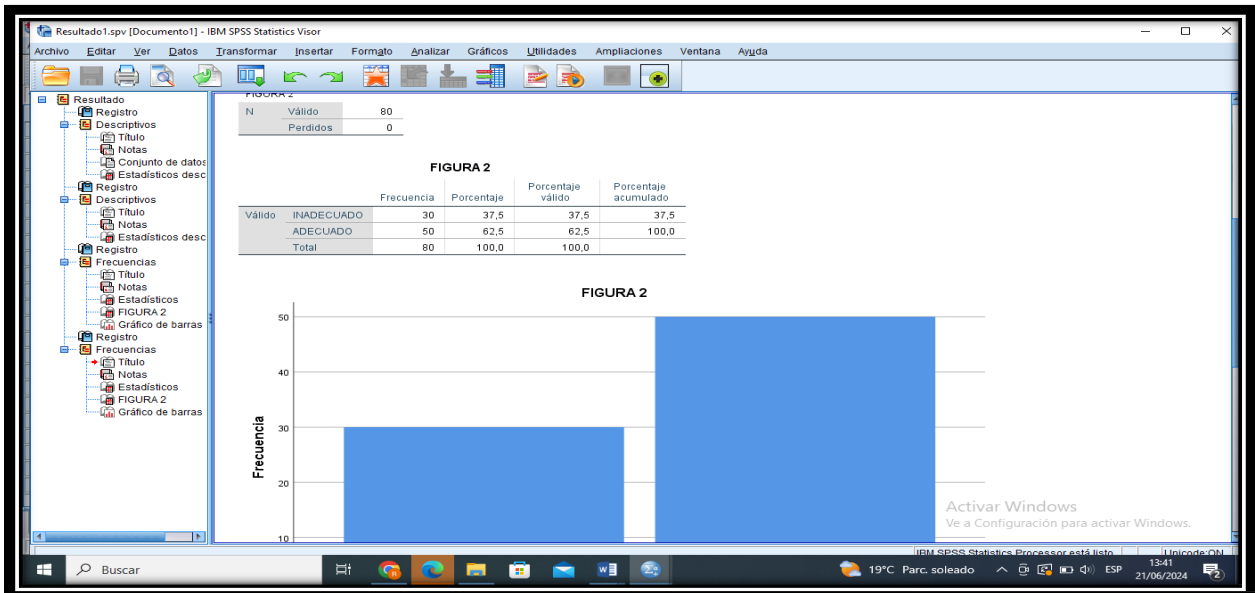 Resultado1.spv [Documento1] - IBM SPSS Statistics Visor
Archivo Editar Ver Datos Transformar Insertar Formato Analizar Gráficos Utilidades Ampliaciones Ventana Ayuda
Resultado
Registro
Descriptivos
Título
Notas
Conjunto de datos
Estadísticos desc
Registro
Descriptivos
Título
Notas
Estadísticos desc
Registro
Frecuencias
Título
Notas
Estadísticos
FIGURA 2
Gráfico de barras
Registro
Frecuencias
Título
Notas
Estadísticos
FIGURA 2
Gráfico de barras
FIGURA 2
N Válido 80
Perdidos 0
FIGURA 2
Frecuencia Porcentaje Porcentaje válido Porcentaje acumulado
Válido INADECUADO 30 37,5 37,5 37,5
ADECUADO 50 62,5 62,5 100,0
Total 80 100,0 100,0
FIGURA 2
Frecuencia
50
40
30
20
10
Activar Windows
Ve a Configuración para activar Windows.
IBM SPSS Statistics Processor está listo Unicode:ON
Buscar
19°C Parc. soleado ESP 13:41
21/06/2024
2